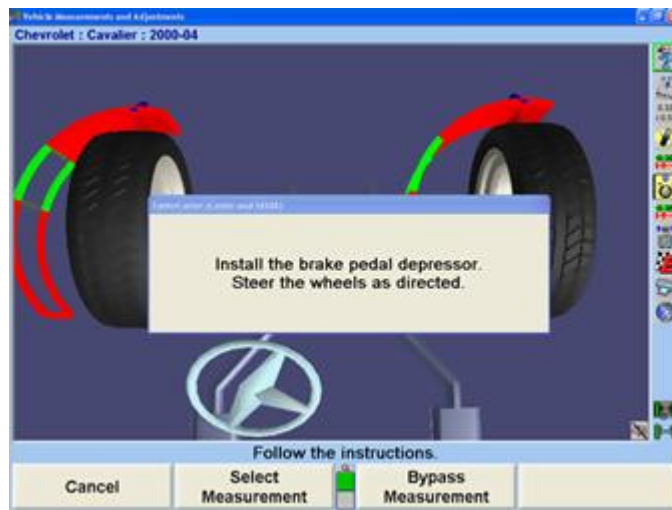 Vehicle Measurements and Adjustments
Chevrolet : Cavalier : 2000-04
Install the brake pedal depressor.
Steer the wheels as directed.
Follow the instructions.
Cancel
Select
Measurement
Bypass
Measurement